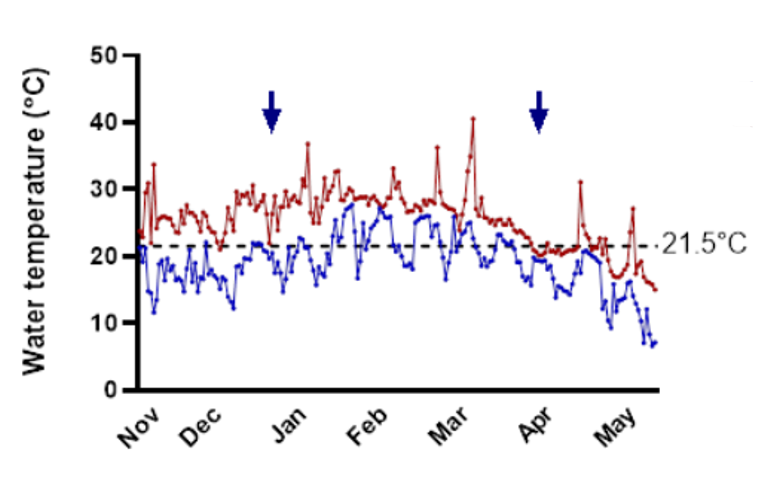 Water temperature (°C)
50
40
30
20
10
0
21.5°C
Nov
Dec
Jan
Feb
Mar
Apr
May